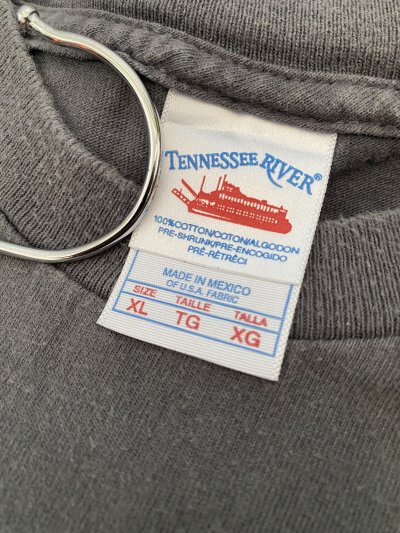 TENNESSEE RIVER®
100% COTTON/COTON/ALGODON
PRE-SHRUNK/PRE-ENCOGIDO
PRÉ-RÉTRÉCI
MADE IN MEXICO
OF U.S.A. FABRIC
SIZE TAILLE TALLA
XL TG XG